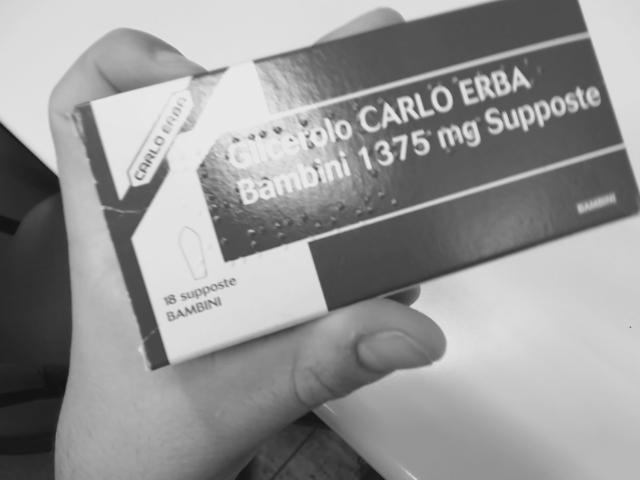 CARLO ERBA
Glicerolo CARLO ERBA
Bambini 1375 mg Supposte
BAMBINI
18 supposte
BAMBINI